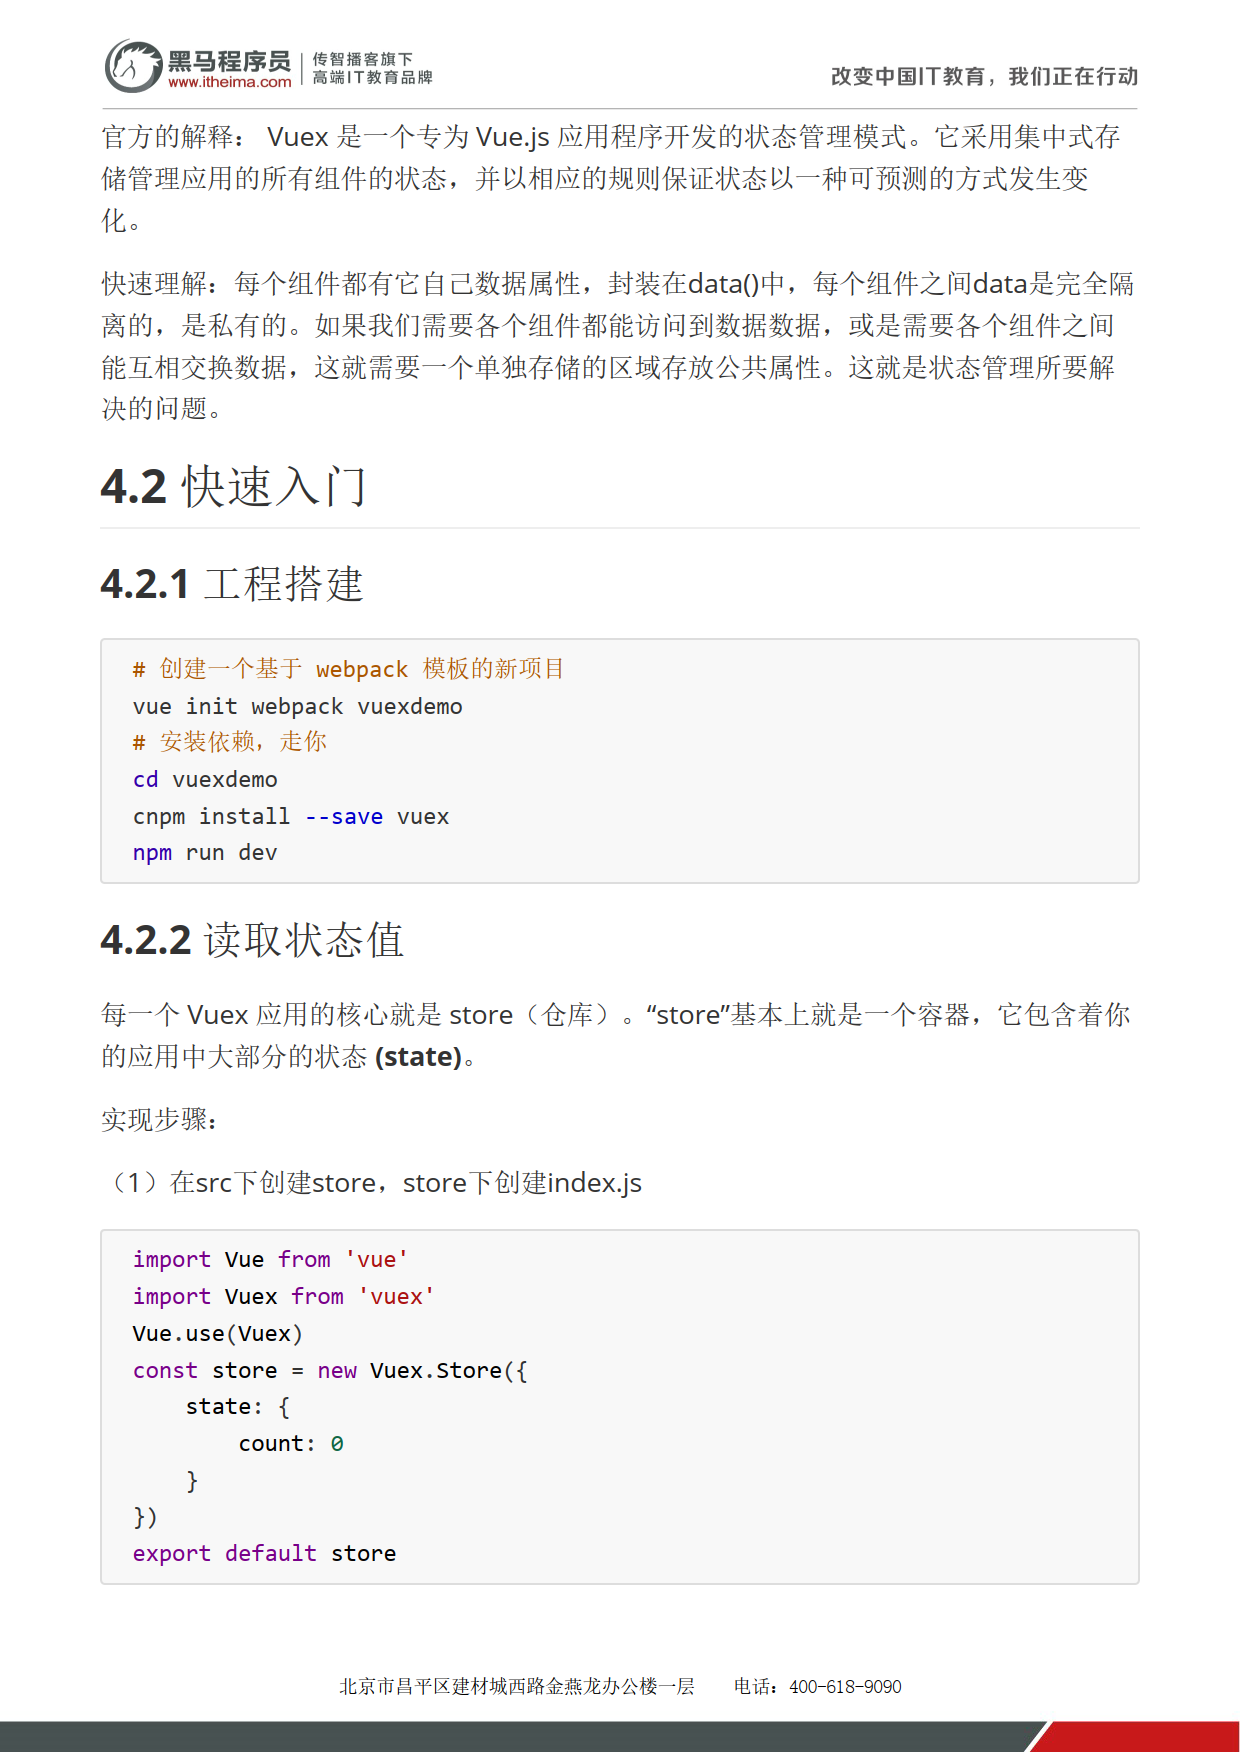 黑马程序员
www.itheima.com
传智播客旗下
高端IT教育品牌
改变中国IT教育，我们正在行动
官方的解释： Vuex 是一个专为 Vue.js 应用程序开发的状态管理模式。它采用集中式存
储管理应用的所有组件的状态，并以相应的规则保证状态以一种可预测的方式发生变
化。
快速理解：每个组件都有它自己数据属性，封装在data()中，每个组件之间data是完全隔
离的，是私有的。如果我们需要各个组件都能访问到数据数据，或是需要各个组件之间
能互相交换数据，这就需要一个单独存储的区域存放公共属性。这就是状态管理所要解
决的问题。
4.2 快速入门
4.2.1 工程搭建
# 创建一个基于 webpack 模板的新项目
vue init webpack vuexdemo
# 安装依赖，走你
cd vuexdemo
cnpm install --save vuex
npm run dev
4.2.2 读取状态值
每一个 Vuex 应用的核心就是 store（仓库）。“store”基本上就是一个容器，它包含着你
的应用中大部分的状态 (state)。
实现步骤：
（1）在src下创建store，store下创建index.js
import Vue from 'vue'
import Vuex from 'vuex'
Vue.use(Vuex)
const store = new Vuex.Store({
    state: {
        count: 0
    }
})
export default store
北京市昌平区建材城西路金燕龙办公楼一层 电话：400-618-9090